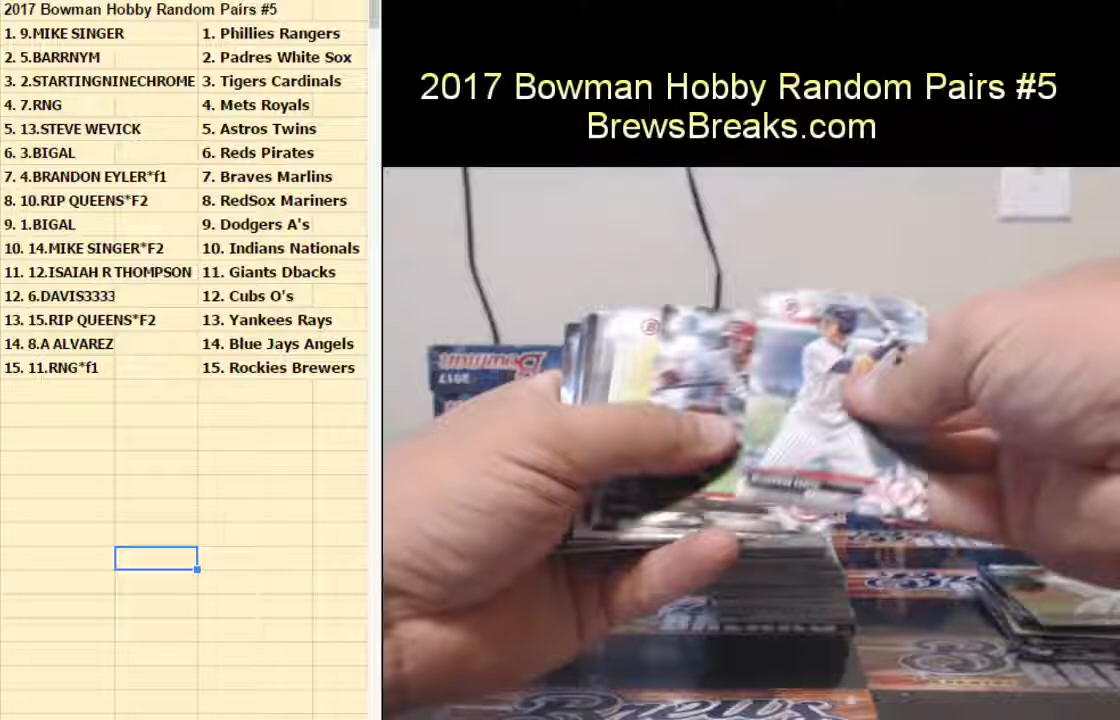 2017 Bowman Hobby Random Pairs #5
1. 9.MIKE SINGER 1. Phillies Rangers
2. 5.BARRNYM 2. Padres White Sox
3. 2.STARTINGNINECHROME 3. Tigers Cardinals
4. 7.RNG 4. Mets Royals
5. 13.STEVE WEVICK 5. Astros Twins
6. 3.BIGAL 6. Reds Pirates
7. 4.BRANDON EYLER*f1 7. Braves Marlins
8. 10.RIP QUEENS*F2 8. RedSox Mariners
9. 1.BIGAL 9. Dodgers A's
10. 14.MIKE SINGER*F2 10. Indians Nationals
11. 12.ISAIAH R THOMPSON 11. Giants Dbacks
12. 6.DAVIS3333 12. Cubs O's
13. 15.RIP QUEENS*F2 13. Yankees Rays
14. 8.A ALVAREZ 14. Blue Jays Angels
15. 11.RNG*f1 15. Rockies Brewers
2017 Bowman Hobby Random Pairs #5
BrewsBreaks.com
Bowman
2017
Brews